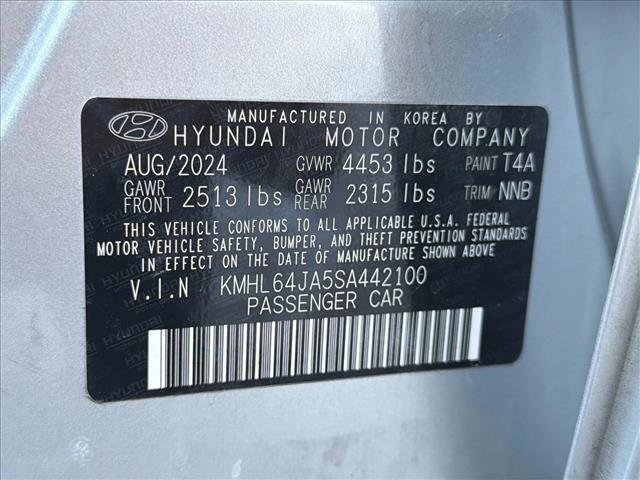 MANUFACTURED IN KOREA BY
HYUNDAI MOTOR COMPANY
AUG/2024 GVWR 4453 lbs PAINT T4A
GAWR FRONT 2513 lbs GAWR REAR 2315 lbs TRIM NNB
THIS VEHICLE CONFORMS TO ALL APPLICABLE U.S.A. FEDERAL
MOTOR VEHICLE SAFETY, BUMPER, AND THEFT PREVENTION STANDARDS
IN EFFECT ON THE DATE OF MANUFACTURE SHOWN ABOVE
V.I.N KMHL64JA5SA442100
PASSENGER CAR